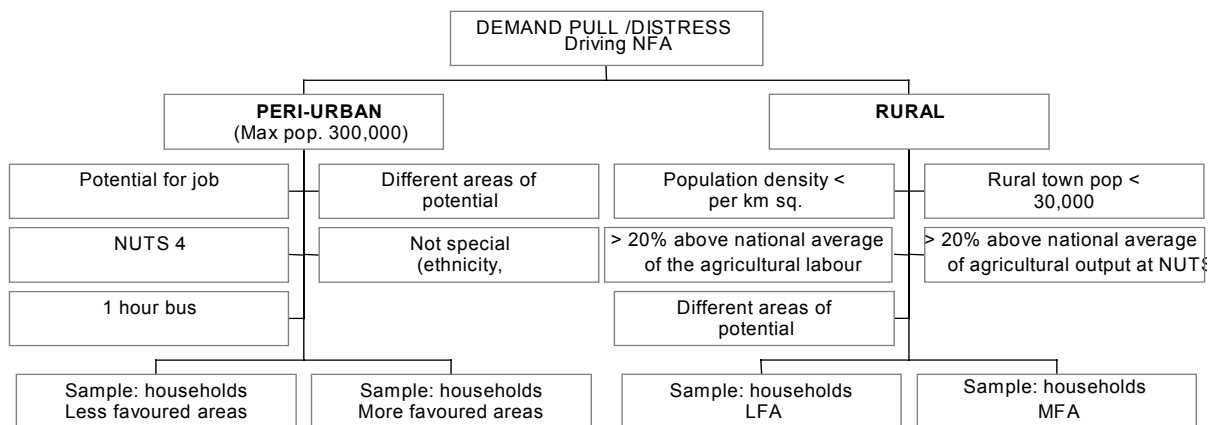 DEMAND PULL /DISTRESS
Driving NFA
PERI-URBAN
(Max pop. 300,000)
RURAL
Potential for job
Different areas of
potential
Population density <
per km sq.
Rural town pop <
30,000
NUTS 4
Not special
(ethnicity,
> 20% above national average
of the agricultural labour
> 20% above national average
of agricultural output at NUTS
1 hour bus
Different areas of
potential
Sample: households
Less favoured areas
Sample: households
More favoured areas
Sample: households
LFA
Sample: households
MFA